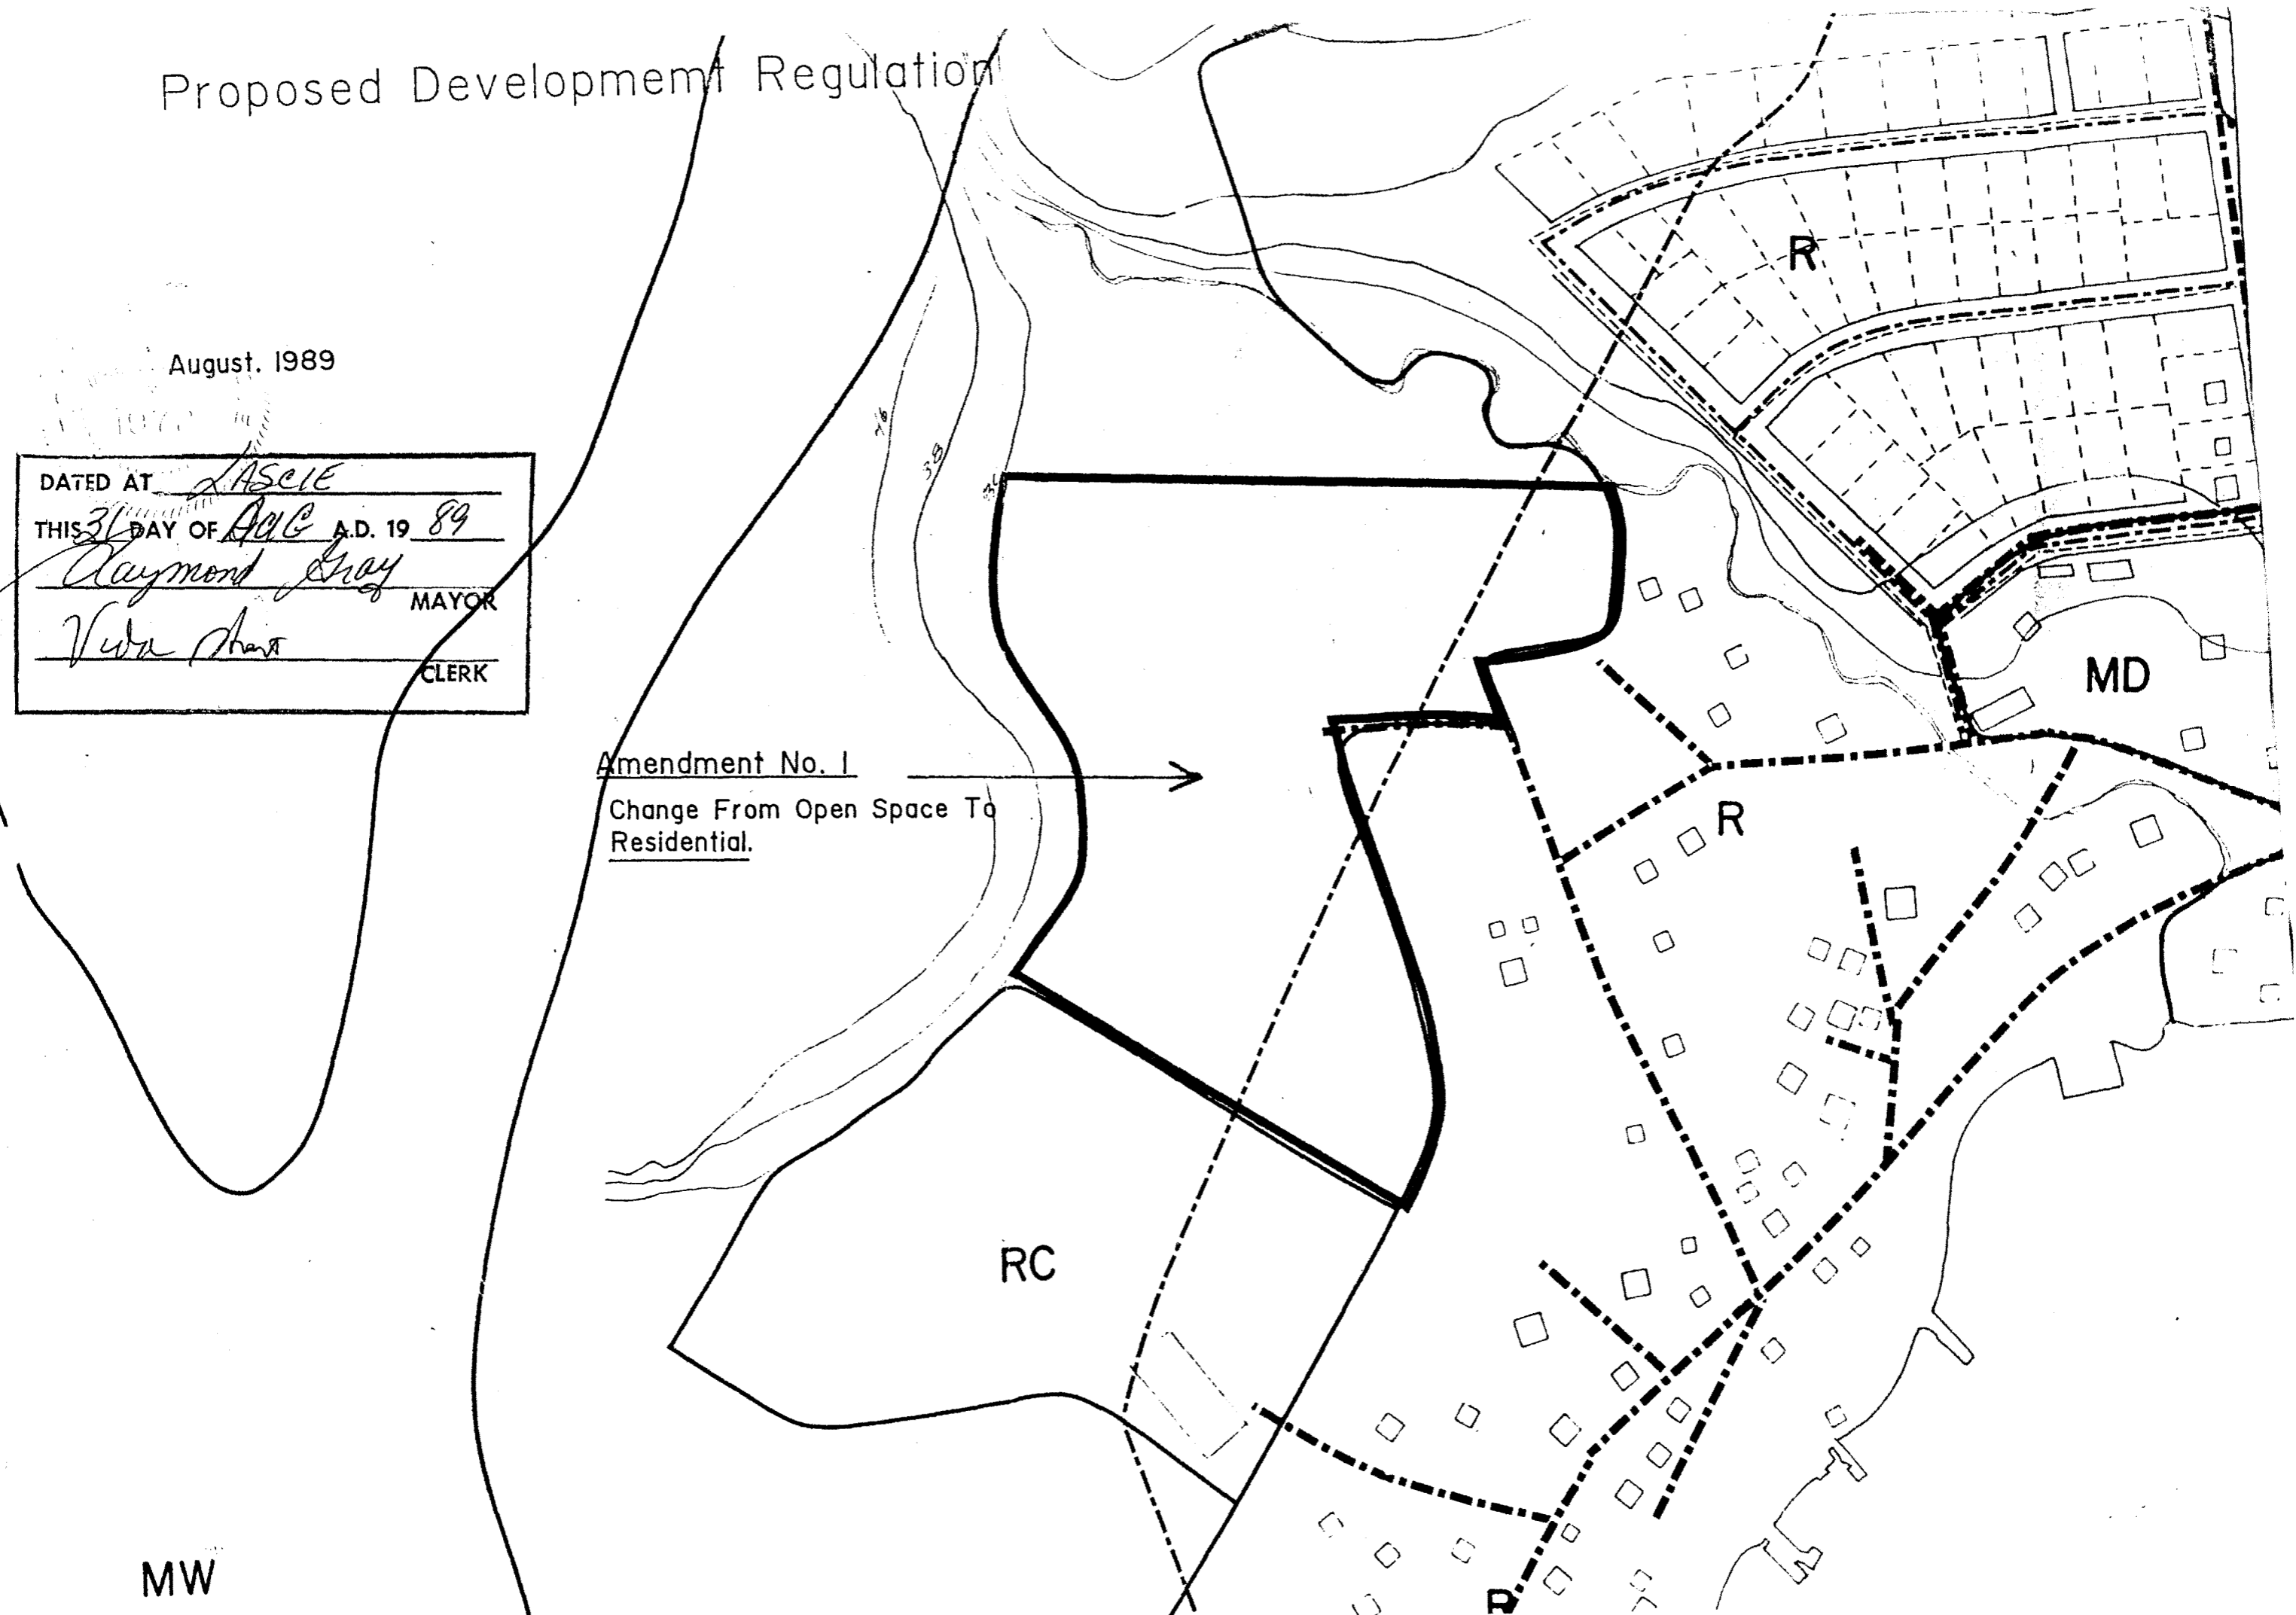 Proposed Developmemt Regulation
August. 1989
DATED AT LASCIE
THIS 31 DAY OF AUG A.D. 19 89
Raymond Gray
MAYOR
Vida
CLERK
Amendment No. 1
Change From Open Space To
Residential.
R
MD
R
RC
MW
R